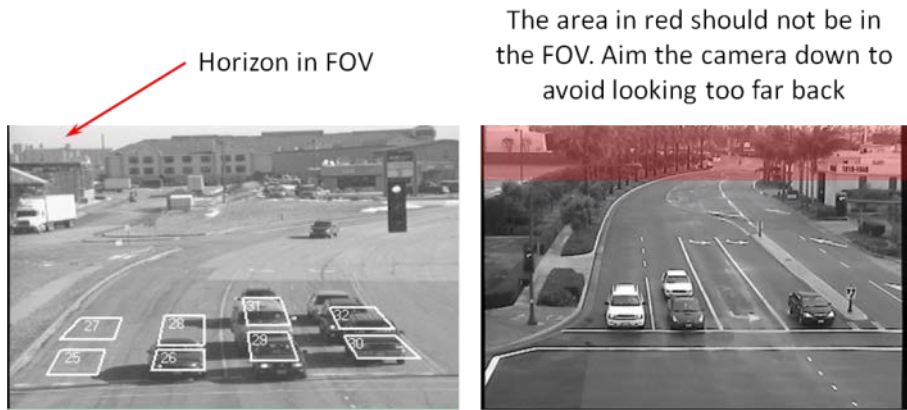 Horizon in FOV
The area in red should not be in
the FOV. Aim the camera down to
avoid looking too far back
27
28
31
32
25
26
29
30